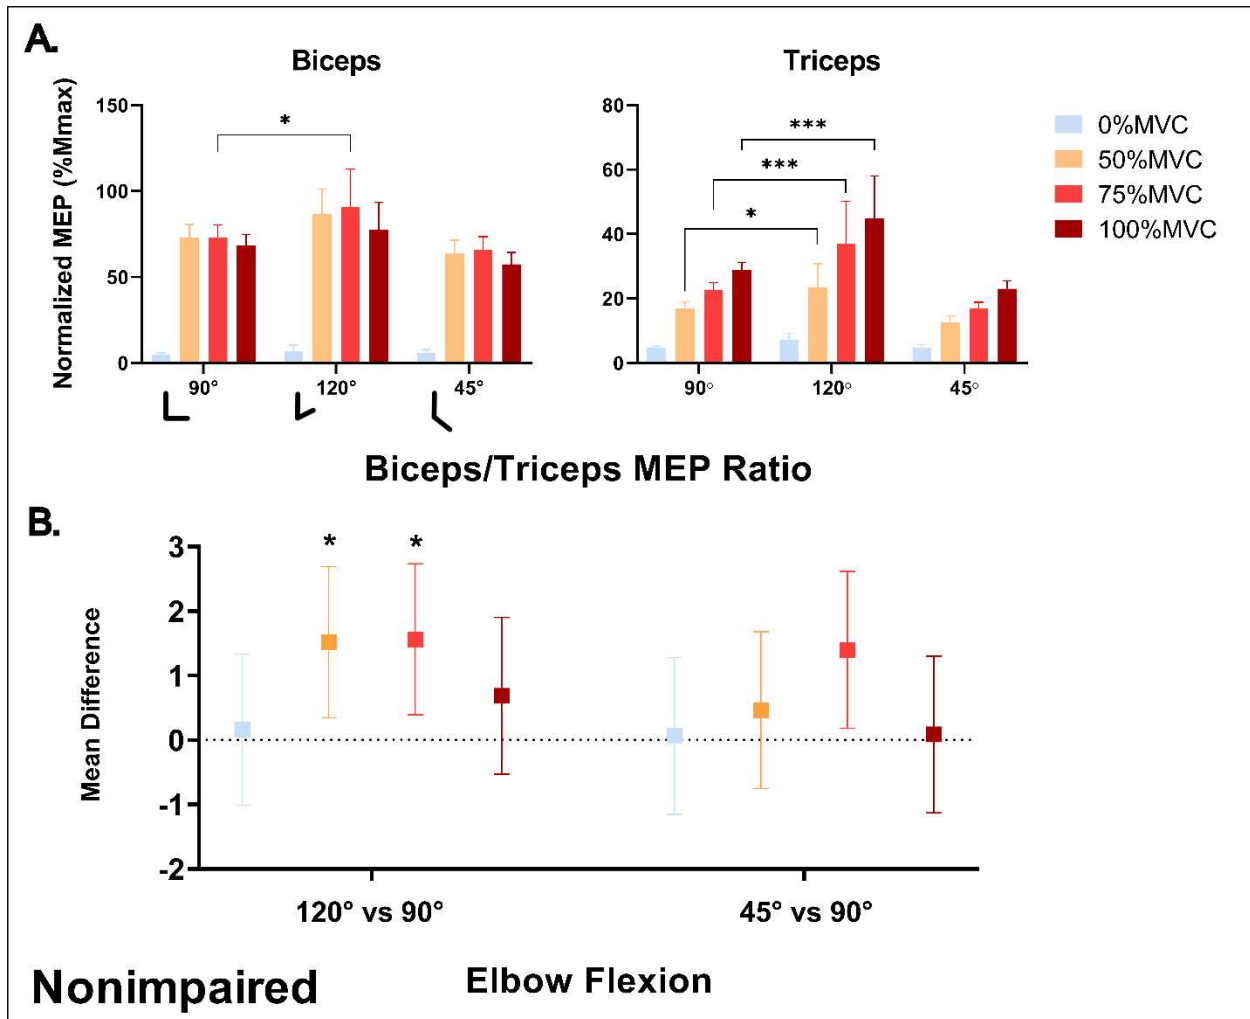 A.
Biceps
Triceps
Normalized MEP (%Mmax)
150
100
50
0
*
90°
120°
45°
80
60
40
20
0
***
***
*
90°
120°
45°
0%MVC
50%MVC
75%MVC
100%MVC
Biceps/Triceps MEP Ratio
B.
Mean Difference
3
2
1
0
-1
-2
*
*
120° vs 90°
45° vs 90°
Nonimpaired
Elbow Flexion